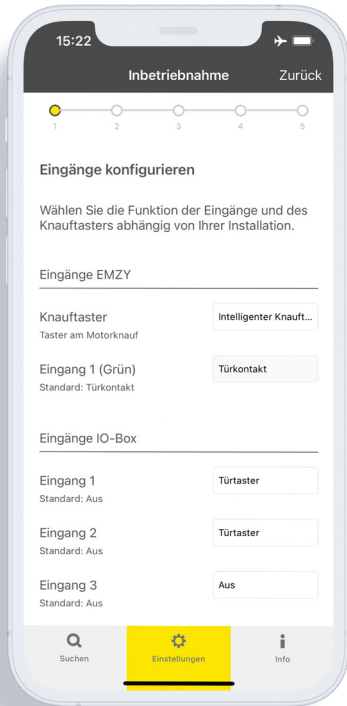 15:22
Inbetriebnahme Zurück
1 2 3 4 5
Eingänge konfigurieren
Wählen Sie die Funktion der Eingänge und des
Knauftasters abhängig von Ihrer Installation.
Eingänge EMZY
Knauftaster Intelligenter Knauft...
Taster am Motorknauf
Eingang 1 (Grün) Türkontakt
Standard: Türkontakt
Eingänge IO-Box
Eingang 1 Türtaster
Standard: Aus
Eingang 2 Türtaster
Standard: Aus
Eingang 3 Aus
Standard: Aus
Suchen Einstellungen Info